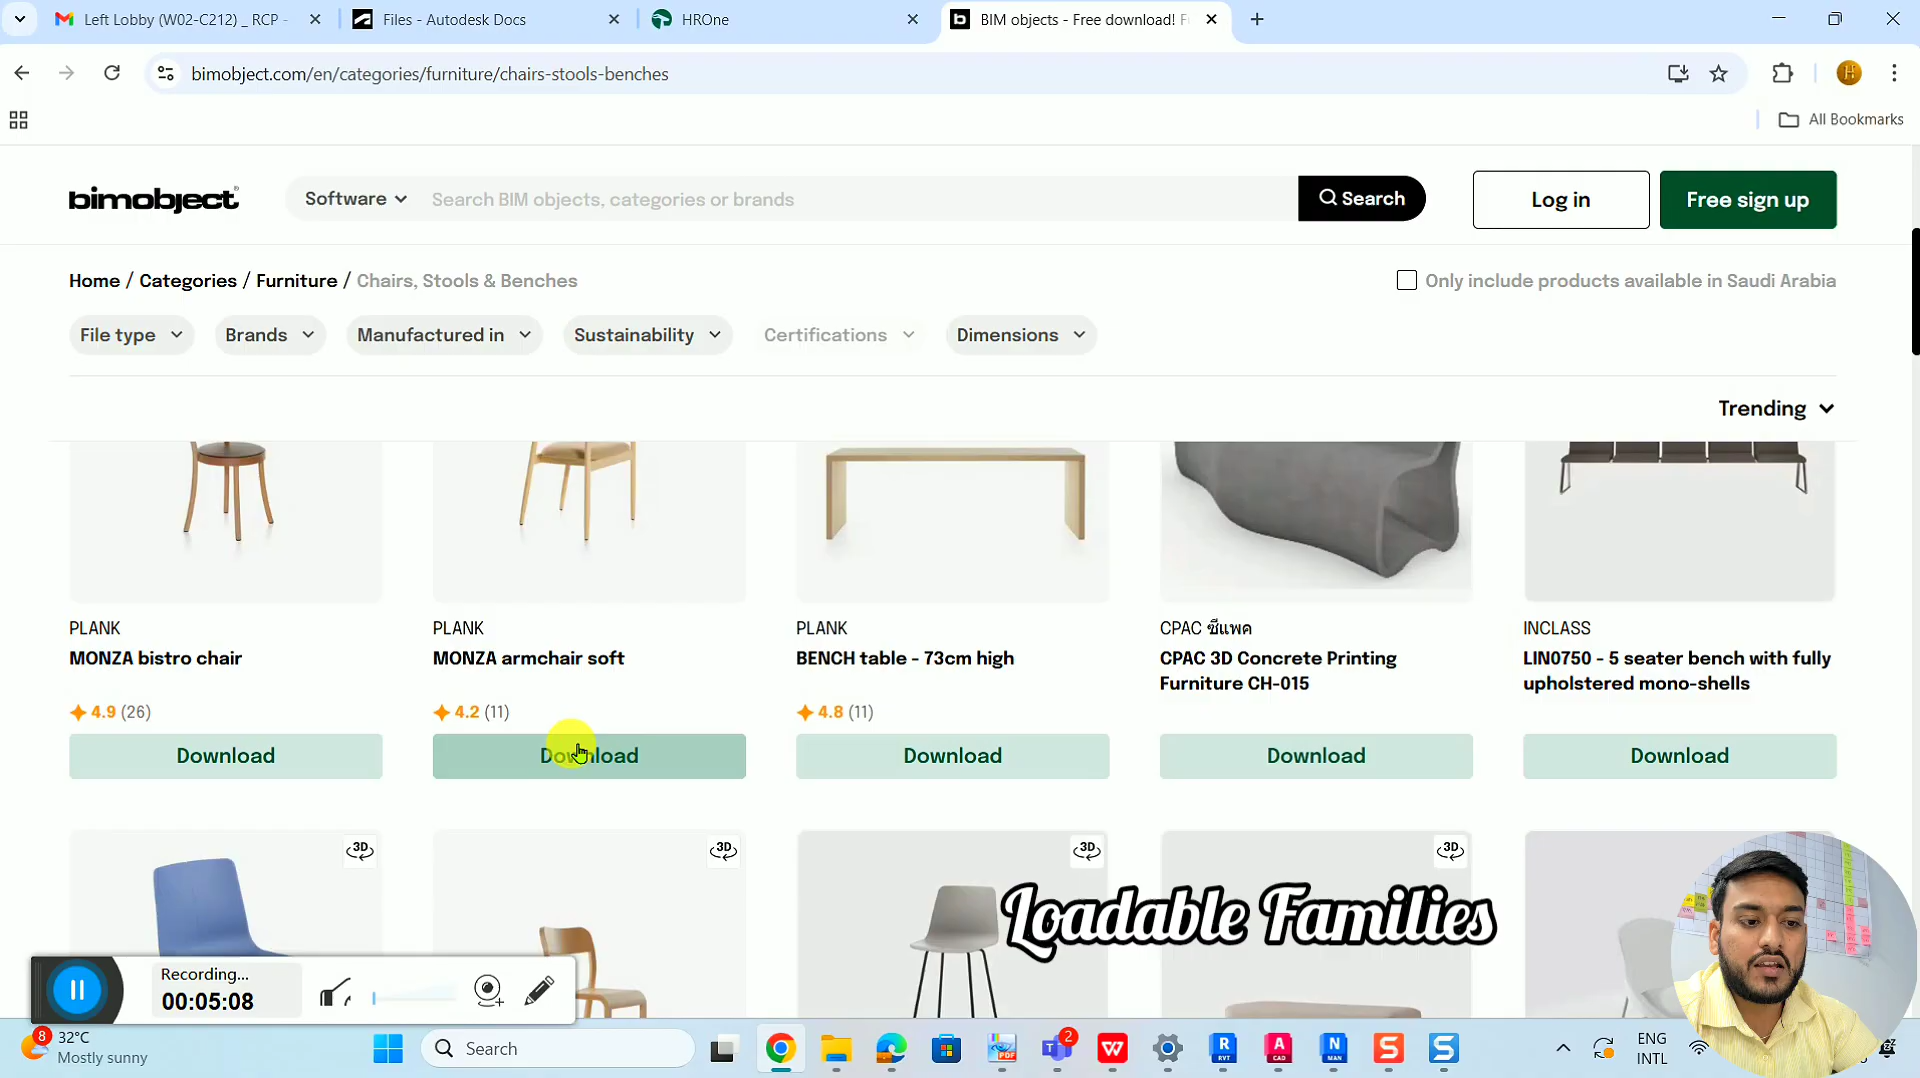 Left Lobby (W02-C212) _ RCP -
Files - Autodesk Docs
HROne
BIM objects - Free download! F
bimobject.com/en/categories/furniture/chairs-stools-benches
All Bookmarks
bimobject®
Software
Search BIM objects, categories or brands
Search
Log in
Free sign up
Home / Categories / Furniture / Chairs, Stools & Benches
Only include products available in Saudi Arabia
File type
Brands
Manufactured in
Sustainability
Certifications
Dimensions
Trending
PLANK
MONZA bistro chair
4.9 (26)
Download
PLANK
MONZA armchair soft
4.2 (11)
Download
PLANK
BENCH table - 73cm high
4.8 (11)
Download
CPAC ซีแพค
CPAC 3D Concrete Printing
Furniture CH-015
Download
INCLASS
LIN0750 - 5 seater bench with fully
upholstered mono-shells
Download
3D
3D
3D
3D
Loadable Families
Recording...
00:05:08
8
32°C
Mostly sunny
Search
2
ENG
INTL